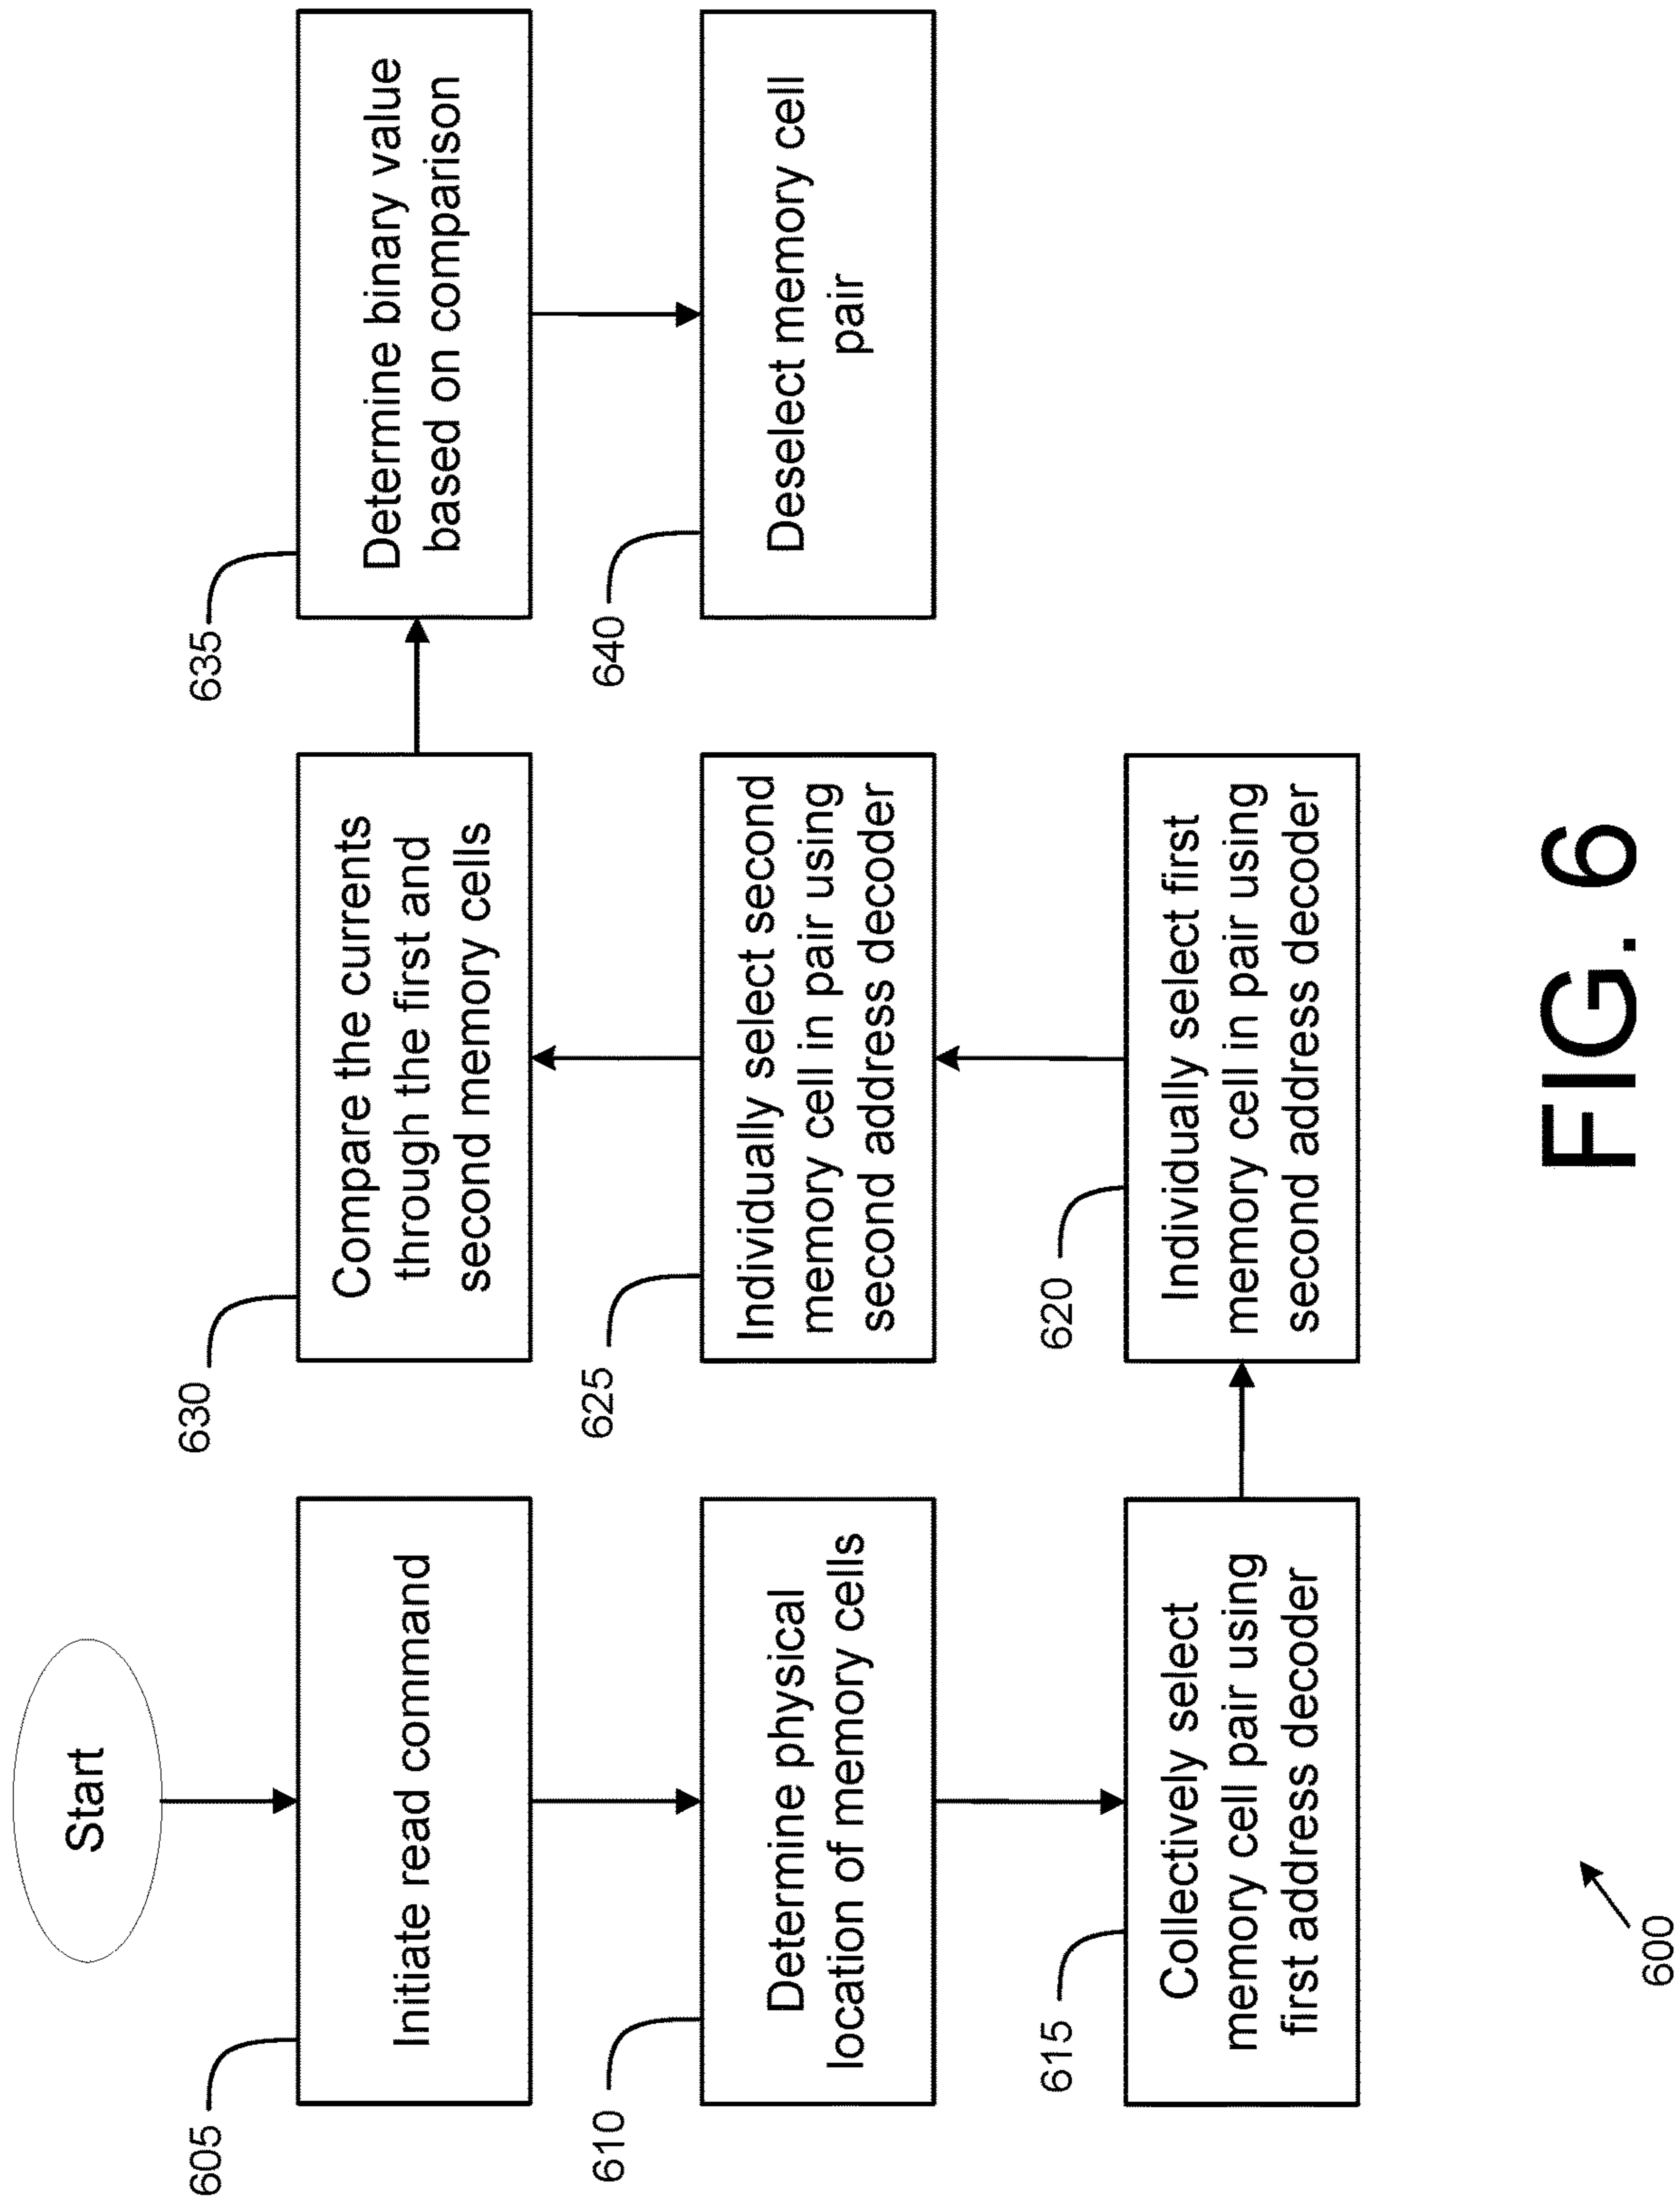 Start
605
Initiate read command
610
Determine physical
location of memory cells
615
Collectively select
memory cell pair using
first address decoder
620
Individually select first
memory cell in pair using
second address decoder
625
Individually select second
memory cell in pair using
second address decoder
630
Compare the currents
through the first and
second memory cells
635
Determine binary value
based on comparison
640
Deselect memory cell
pair
600
FIG. 6